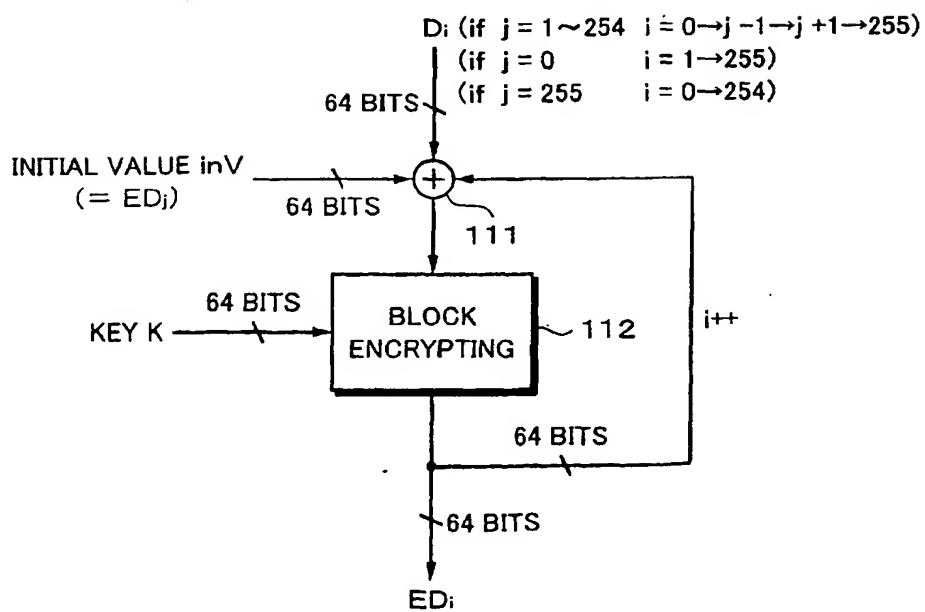 Di (if j = 1~254 i = 0→j -1→j +1→255)
(if j = 0 i = 1→255)
(if j = 255 i = 0→254)
64 BITS
INITIAL VALUE inV
(= EDj)
64 BITS
+
111
64 BITS
KEY K
BLOCK
ENCRYPTING
112
i++
64 BITS
64 BITS
EDi